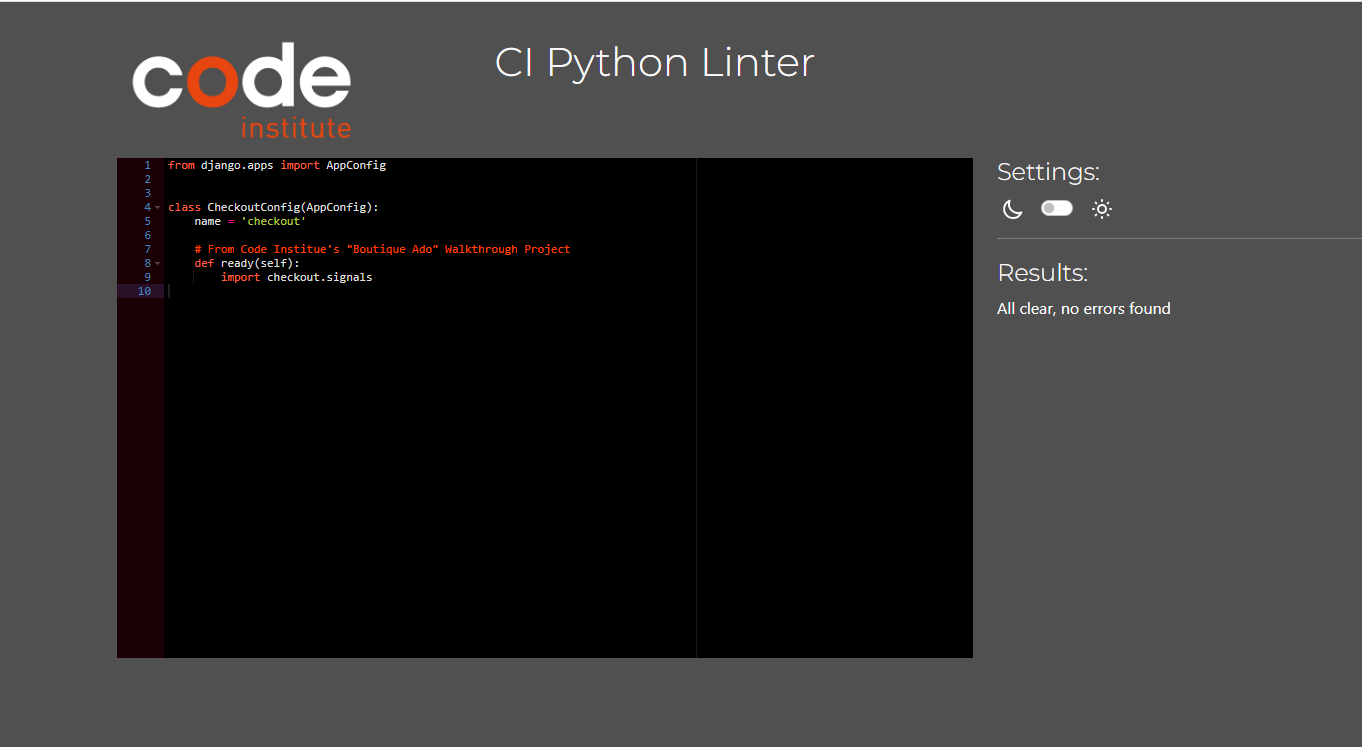 code
institute
CI Python Linter
1 from django.apps import AppConfig
2
3
4 class CheckoutConfig(AppConfig):
5     name = 'checkout'
6
7     # From Code Institue's "Boutique Ado" Walkthrough Project
8     def ready(self):
9         import checkout.signals
10
Settings:
Results:
All clear, no errors found